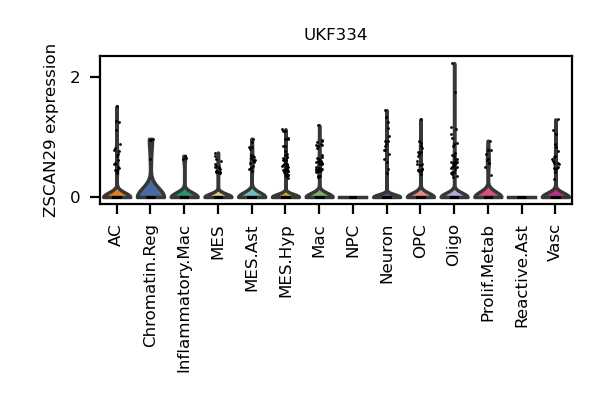 UKF334
ZSCAN29 expression
2
0
AC
Chromatin.Reg
Inflammatory.Mac
MES
MES.Ast
MES.Hyp
Mac
NPC
Neuron
OPC
Oligo
Prolif.Metab
Reactive.Ast
Vasc